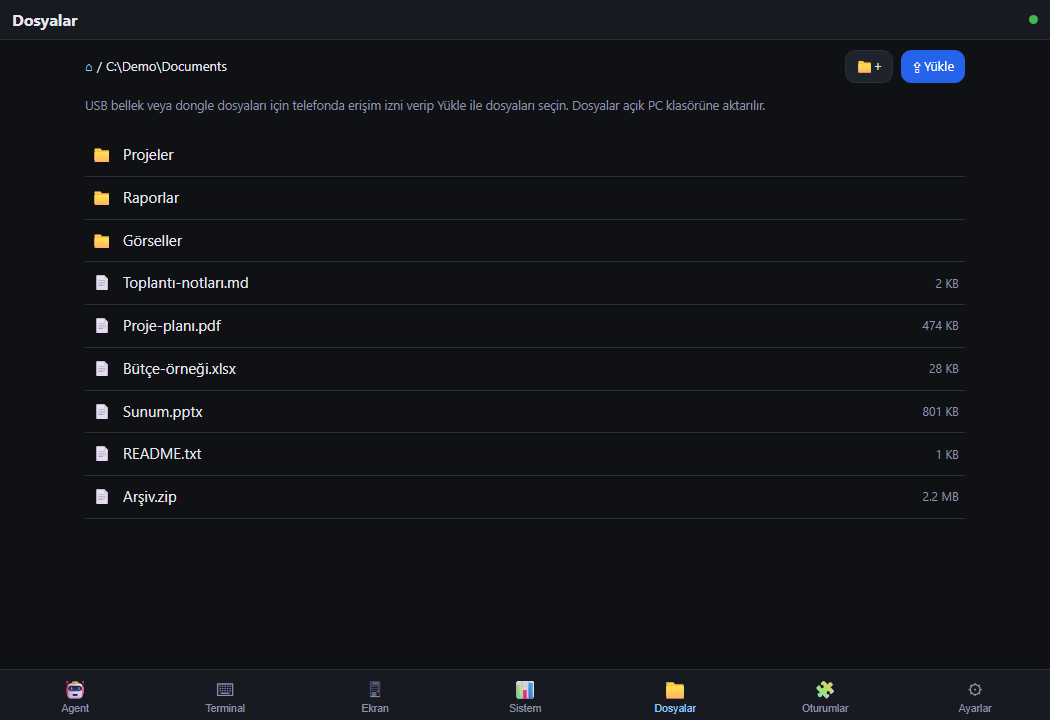 Dosyalar
⌂ / C:\Demo\Documents
+
⇪ Yükle
USB bellek veya dongle dosyaları için telefonda erişim izni verip Yükle ile dosyaları seçin. Dosyalar açık PC klasörüne aktarılır.
Projeler
Raporlar
Görseller
Toplantı-notları.md 2 KB
Proje-planı.pdf 474 KB
Bütçe-örneği.xlsx 28 KB
Sunum.pptx 801 KB
README.txt 1 KB
Arşiv.zip 2.2 MB
Agent Terminal Ekran Sistem Dosyalar Oturumlar Ayarlar